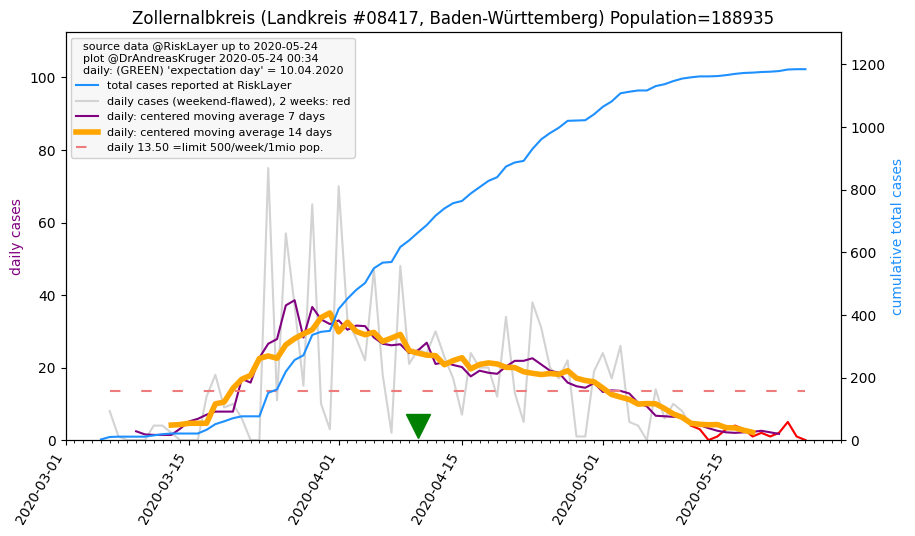 Zollernalbkreis (Landkreis #08417, Baden-Württemberg) Population=188935
source data @RiskLayer up to 2020-05-24
plot @DrAndreasKruger 2020-05-24 00:34
daily: (GREEN) 'expectation day' = 10.04.2020
total cases reported at RiskLayer
daily cases (weekend-flawed), 2 weeks: red
daily: centered moving average 7 days
daily: centered moving average 14 days
daily 13.50 =limit 500/week/1mio pop.
daily cases
100
80
60
40
20
0
cumulative total cases
1200
1000
800
600
400
200
0
2020-03-01
2020-03-15
2020-04-01
2020-04-15
2020-05-01
2020-05-15